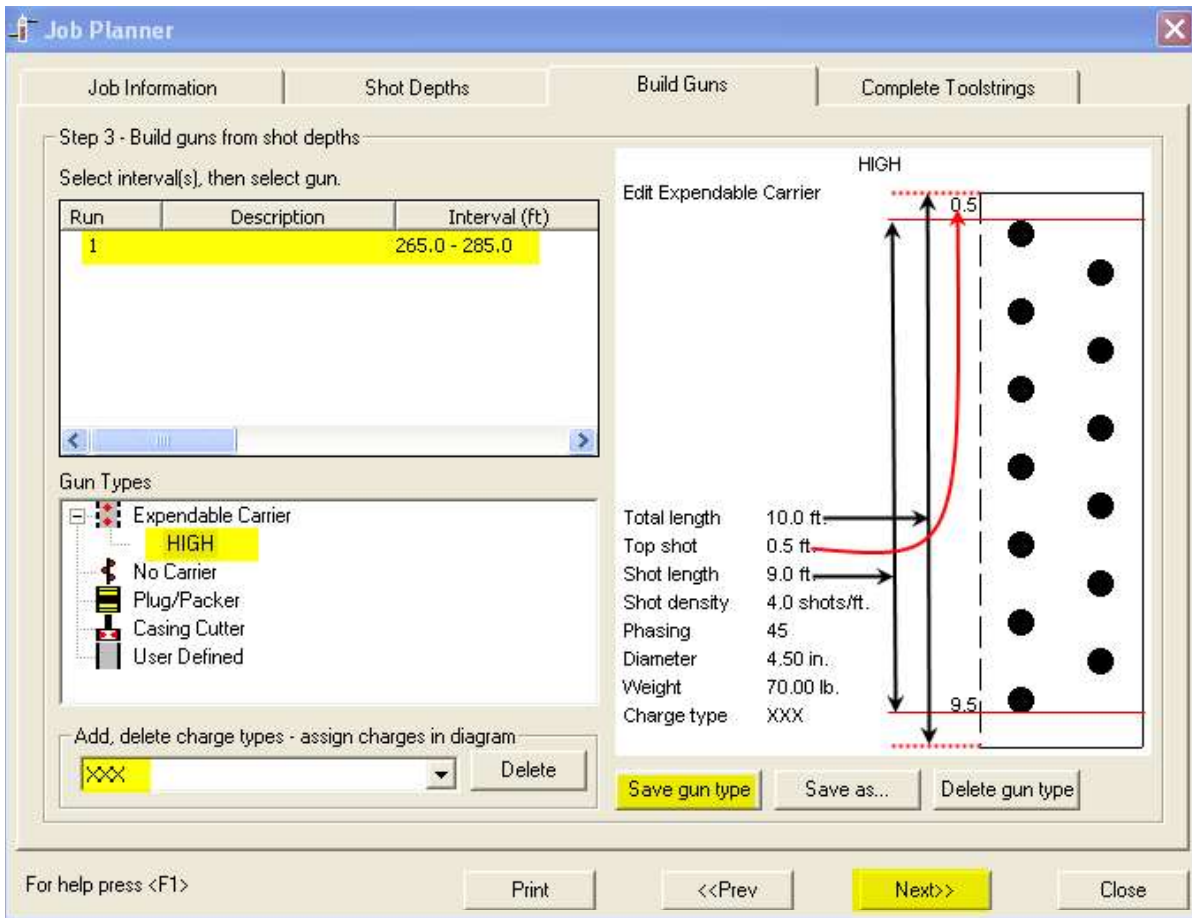 Job Planner
Job Information
Shot Depths
Build Guns
Complete Toolstrings
Step 3 - Build guns from shot depths
Select interval(s), then select gun.
Run Description Interval (ft)
1 265.0 - 285.0
Gun Types
Expendable Carrier
HIGH
No Carrier
Plug/Packer
Casing Cutter
User Defined
Add, delete charge types - assign charges in diagram
XXX
Delete
HIGH
Edit Expendable Carrier
0.5
Total length 10.0 ft.
Top shot 0.5 ft.
Shot length 9.0 ft.
Shot density 4.0 shots/ft.
Phasing 45
Diameter 4.50 in.
Weight 70.00 lb.
Charge type XXX
9.5
Save gun type
Save as...
Delete gun type
For help press <F1>
Print
<<Prev
Next>>
Close